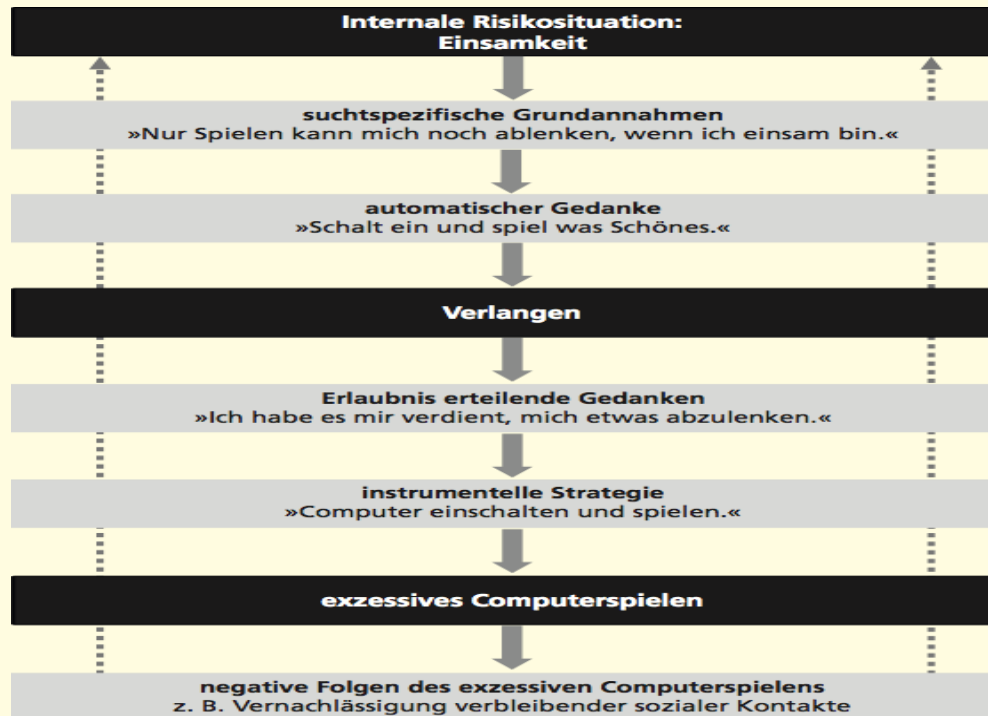 Internale Risikosituation:
Einsamkeit
suchtspezifische Grundannahmen
»Nur Spielen kann mich noch ablenken, wenn ich einsam bin.«
automatischer Gedanke
»Schalt ein und spiel was Schönes.«
Verlangen
Erlaubnis erteilende Gedanken
»Ich habe es mir verdient, mich etwas abzulenken.«
instrumentelle Strategie
»Computer einschalten und spielen.«
exzessives Computerspielen
negative Folgen des exzessiven Computerspielens
z. B. Vernachlässigung verbleibender sozialer Kontakte